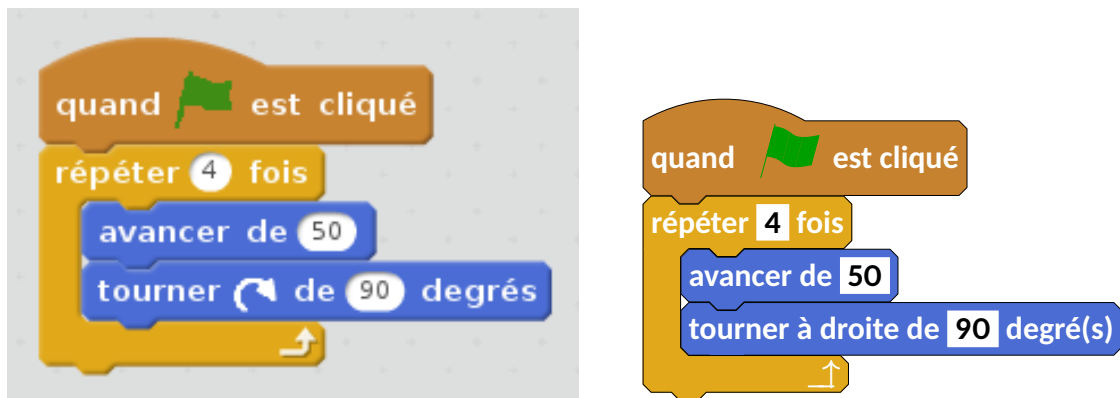 quand est cliqué
répéter 4 fois
avancer de 50
tourner de 90 degrés
quand est cliqué
répéter 4 fois
avancer de 50
tourner à droite de 90 degré(s)